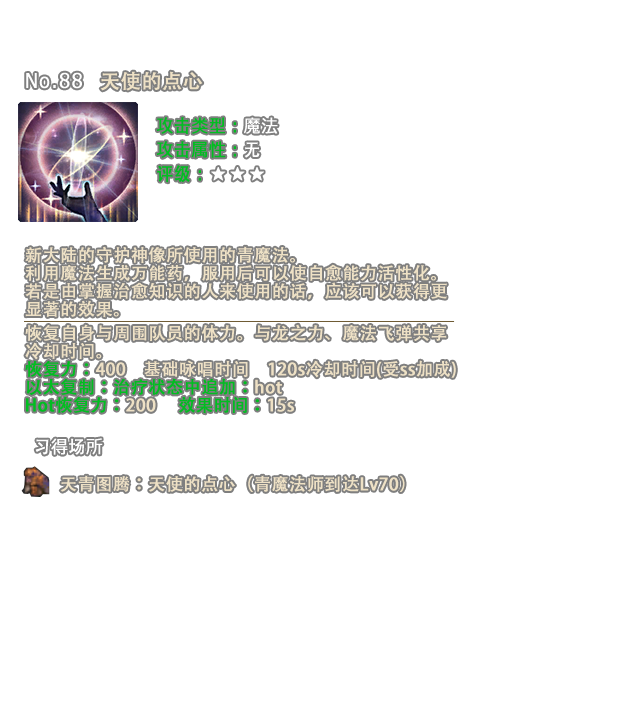 No.88 天使的点心
攻击类型：魔法
攻击属性：无
评级：☆☆☆
新大陆的守护神像所使用的青魔法。
利用魔法生成万能药，服用后可以使自愈能力活性化。
若是由掌握治愈知识的人来使用的话，应该可以获得更
显著的效果。
恢复自身与周围队员的体力。与龙之力、魔法飞弹共享
冷却时间。
恢复力：400 基础咏唱时间 120s冷却时间(受ss加成)
以太复制：治疗状态中追加：hot
Hot恢复力：200 效果时间：15s
习得场所
天青图腾：天使的点心（青魔法师到达Lv70）